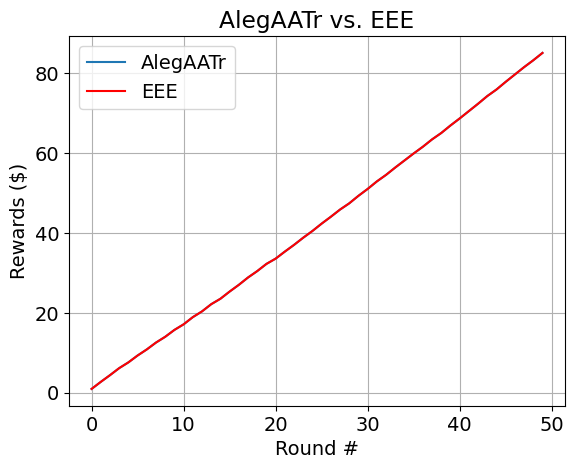 AlegAATr vs. EEE
AlegAATr
EEE
Rewards ($)
80
60
40
20
0
0 10 20 30 40 50
Round #